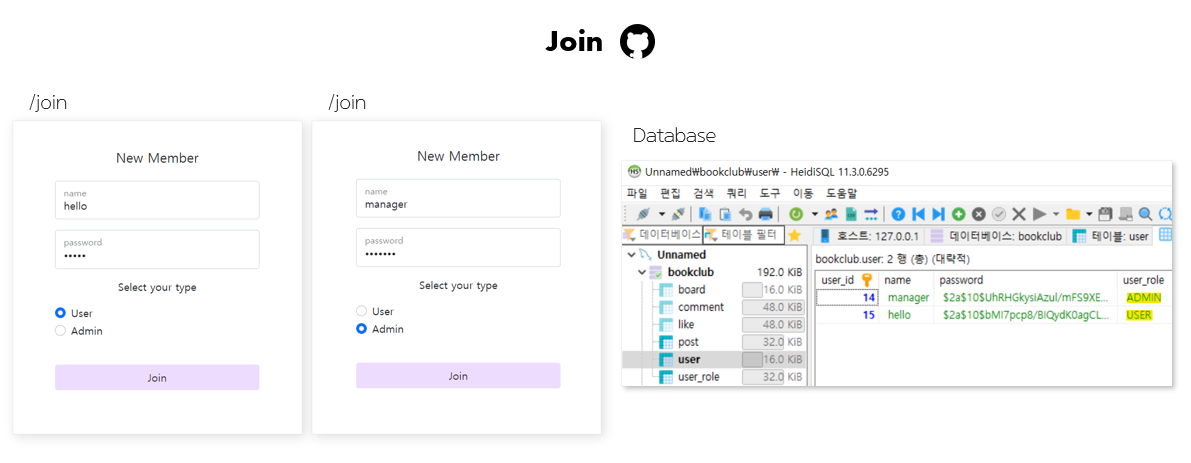 Join
/join
New Member
name
hello
password
•••••
Select your type
User
Admin
Join
/join
New Member
name
manager
password
•••••••
Select your type
User
Admin
Join
Database
HS Unnamed₩bookclub₩user₩ - HeidiSQL 11.3.0.6295
파일 편집 검색 쿼리 도구 이동 도움말
데이터베이스 테이블 필터 호스트: 127.0.0.1 데이터베이스: bookclub 테이블: user
Unnamed
bookclub 192.0 KiB
board 16.0 KiB
comment 48.0 KiB
like 48.0 KiB
post 32.0 KiB
user 16.0 KiB
user_role 32.0 KiB
bookclub.user: 2 행 (총) (대략적)
user_id name password user_role
14 manager $2a$10$UhRHGkysiAzul/mFS9XE... ADMIN
15 hello $2a$10$bMI7pcp8/BIQydK0agCL... USER